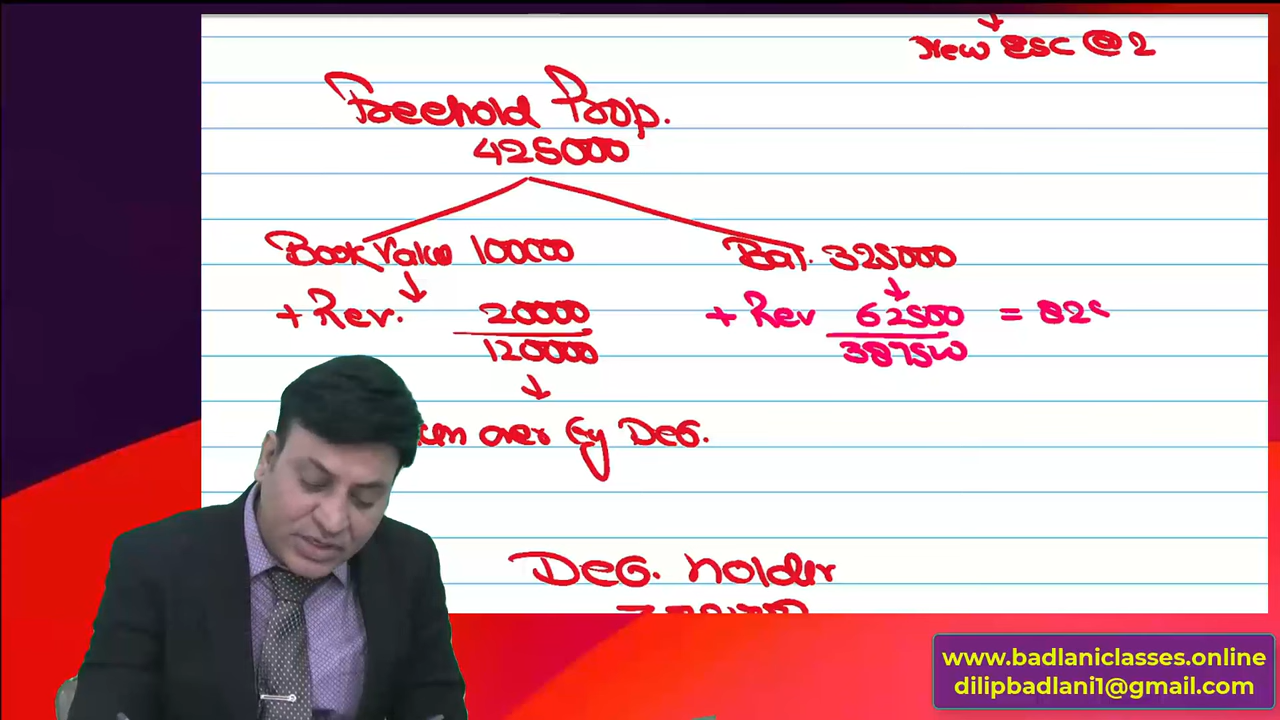 New ESC @ 2
Freehold Prop.
425000
Book Value 100000
Bal. 325000
+ Rev. 20000
+ Rev 62500 = 825
120000
387500
over by Deb.
Deb. holder
www.badlaniclasses.online
dilipbadlani1@gmail.com